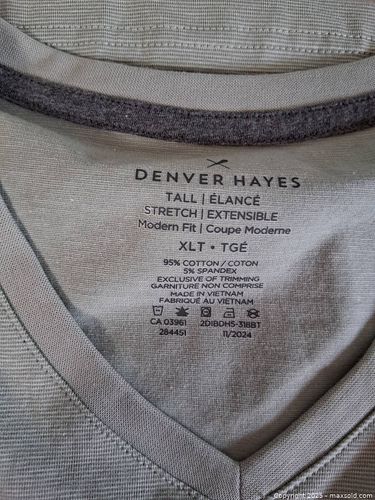 DENVER HAYES
TALL | ÉLANCÉ
STRETCH | EXTENSIBLE
Modern Fit | Coupe Moderne
XLT • TGÉ
95% COTTON / COTON
5% SPANDEX
EXCLUSIVE OF TRIMMING
GARNITURE NON COMPRISE
MADE IN VIETNAM
FABRIQUÉ AU VIETNAM
CA 03961 2DIBDH5-318BT
284451 11/2024
©Copyright 2025 - maxsold.com